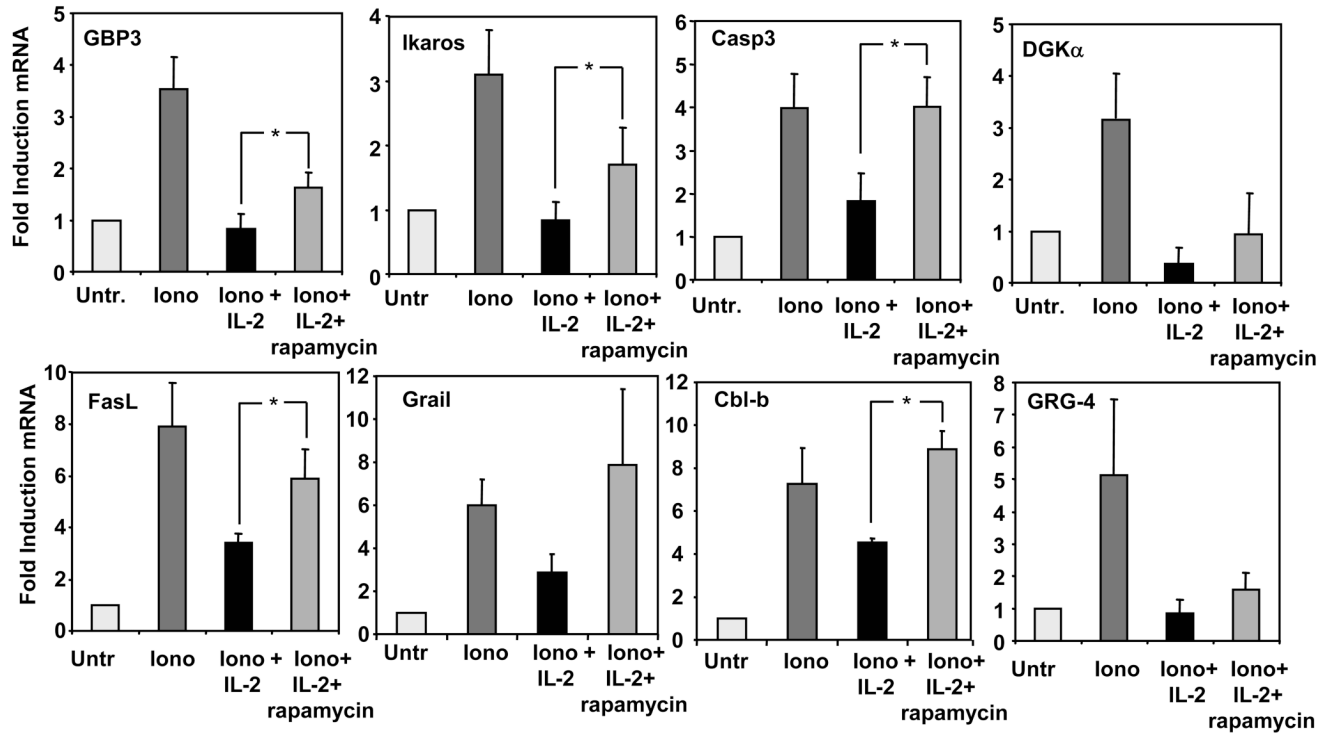 GBP3
Fold Induction mRNA
5
4
3
2
1
0
Untr.
Iono
Iono +
IL-2
Iono+
IL-2+
rapamycin
*
Ikaros
4
3
2
1
0
Untr
Iono
Iono +
IL-2
Iono+
IL-2+
rapamycin
*
Casp3
6
5
4
3
2
1
0
Untr.
Iono
Iono +
IL-2
Iono+
IL-2+
rapamycin
*
DGKα
5
4
3
2
1
0
Untr.
Iono
Iono +
IL-2
Iono+
IL-2+
rapamycin
FasL
Fold Induction mRNA
10
8
6
4
2
0
Untr
Iono
Iono +
IL-2
Iono+
IL-2+
rapamycin
*
Grail
12
10
8
6
4
2
0
Untr
Iono
Iono +
IL-2
Iono+
IL-2+
rapamycin
Cbl-b
12
10
8
6
4
2
0
Untr
Iono
Iono +
IL-2
Iono+
IL-2+
rapamycin
*
GRG-4
8
7
6
5
4
3
2
1
0
Untr
Iono
Iono+
IL-2
Iono+
IL-2+
rapamycin